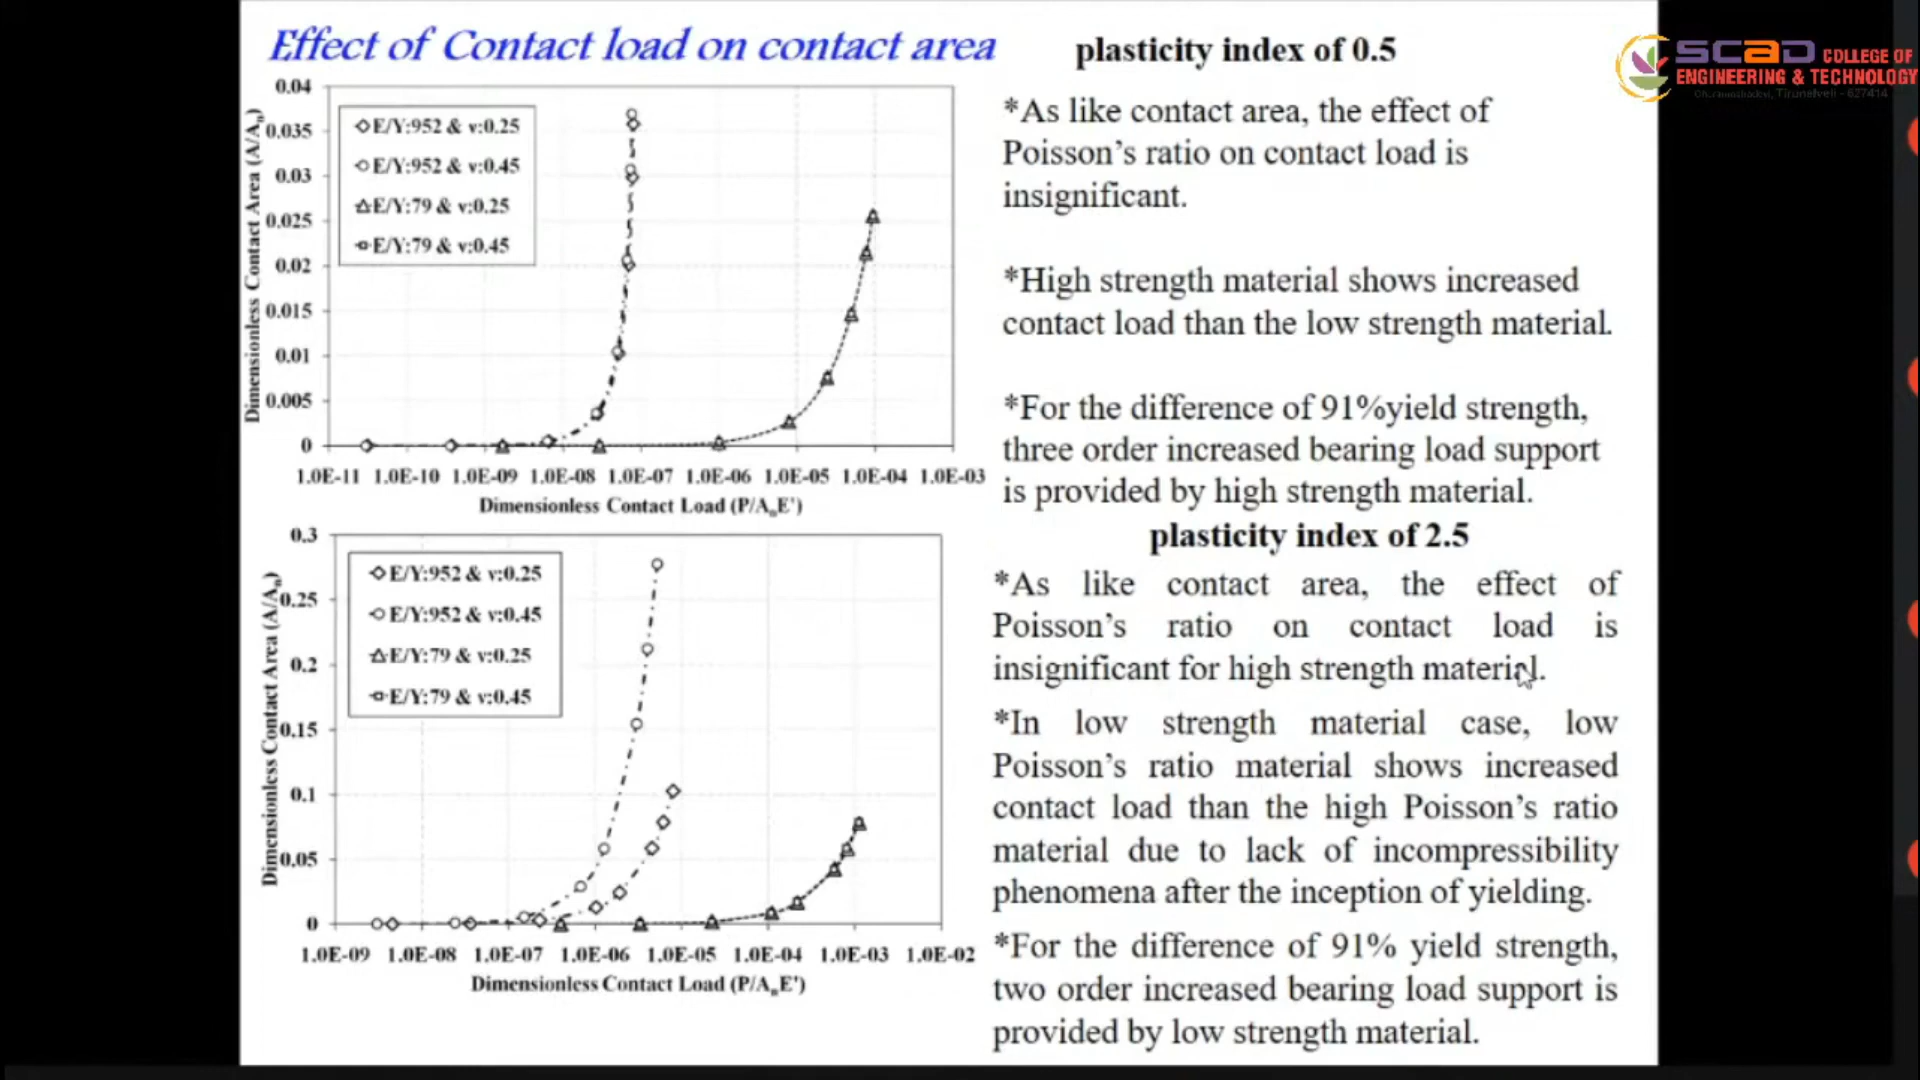 Effect of Contact load on contact area
0.04
0.035
0.03
0.025
0.02
0.015
0.01
0.005
0
Dimensionless Contact Area (A/An)
E/Y:952 & v:0.25
E/Y:952 & v:0.45
E/Y:79 & v:0.25
E/Y:79 & v:0.45
1.0E-11 1.0E-10 1.0E-09 1.0E-08 1.0E-07 1.0E-06 1.0E-05 1.0E-04 1.0E-03
Dimensionless Contact Load (P/AnE')
0.3
0.25
0.2
0.15
0.1
0.05
0
Dimensionless Contact Area (A/An)
E/Y:952 & v:0.25
E/Y:952 & v:0.45
E/Y:79 & v:0.25
E/Y:79 & v:0.45
1.0E-09 1.0E-08 1.0E-07 1.0E-06 1.0E-05 1.0E-04 1.0E-03 1.0E-02
Dimensionless Contact Load (P/AnE')
plasticity index of 0.5
*As like contact area, the effect of
Poisson's ratio on contact load is
insignificant.
*High strength material shows increased
contact load than the low strength material.
*For the difference of 91%yield strength,
three order increased bearing load support
is provided by high strength material.
plasticity index of 2.5
*As like contact area, the effect of
Poisson's ratio on contact load is
insignificant for high strength material.
*In low strength material case, low
Poisson's ratio material shows increased
contact load than the high Poisson's ratio
material due to lack of incompressibility
phenomena after the inception of yielding.
*For the difference of 91% yield strength,
two order increased bearing load support is
provided by low strength material.
SCAD COLLEGE OF
ENGINEERING & TECHNOLOGY
Tirunelveli - 627414